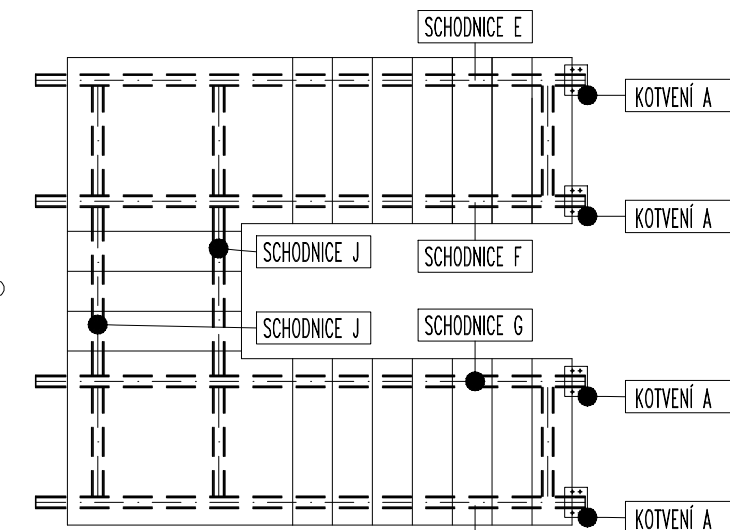 SCHODNICE E
KOTVENÍ A
KOTVENÍ A
SCHODNICE J
SCHODNICE F
SCHODNICE J
SCHODNICE G
KOTVENÍ A
KOTVENÍ A